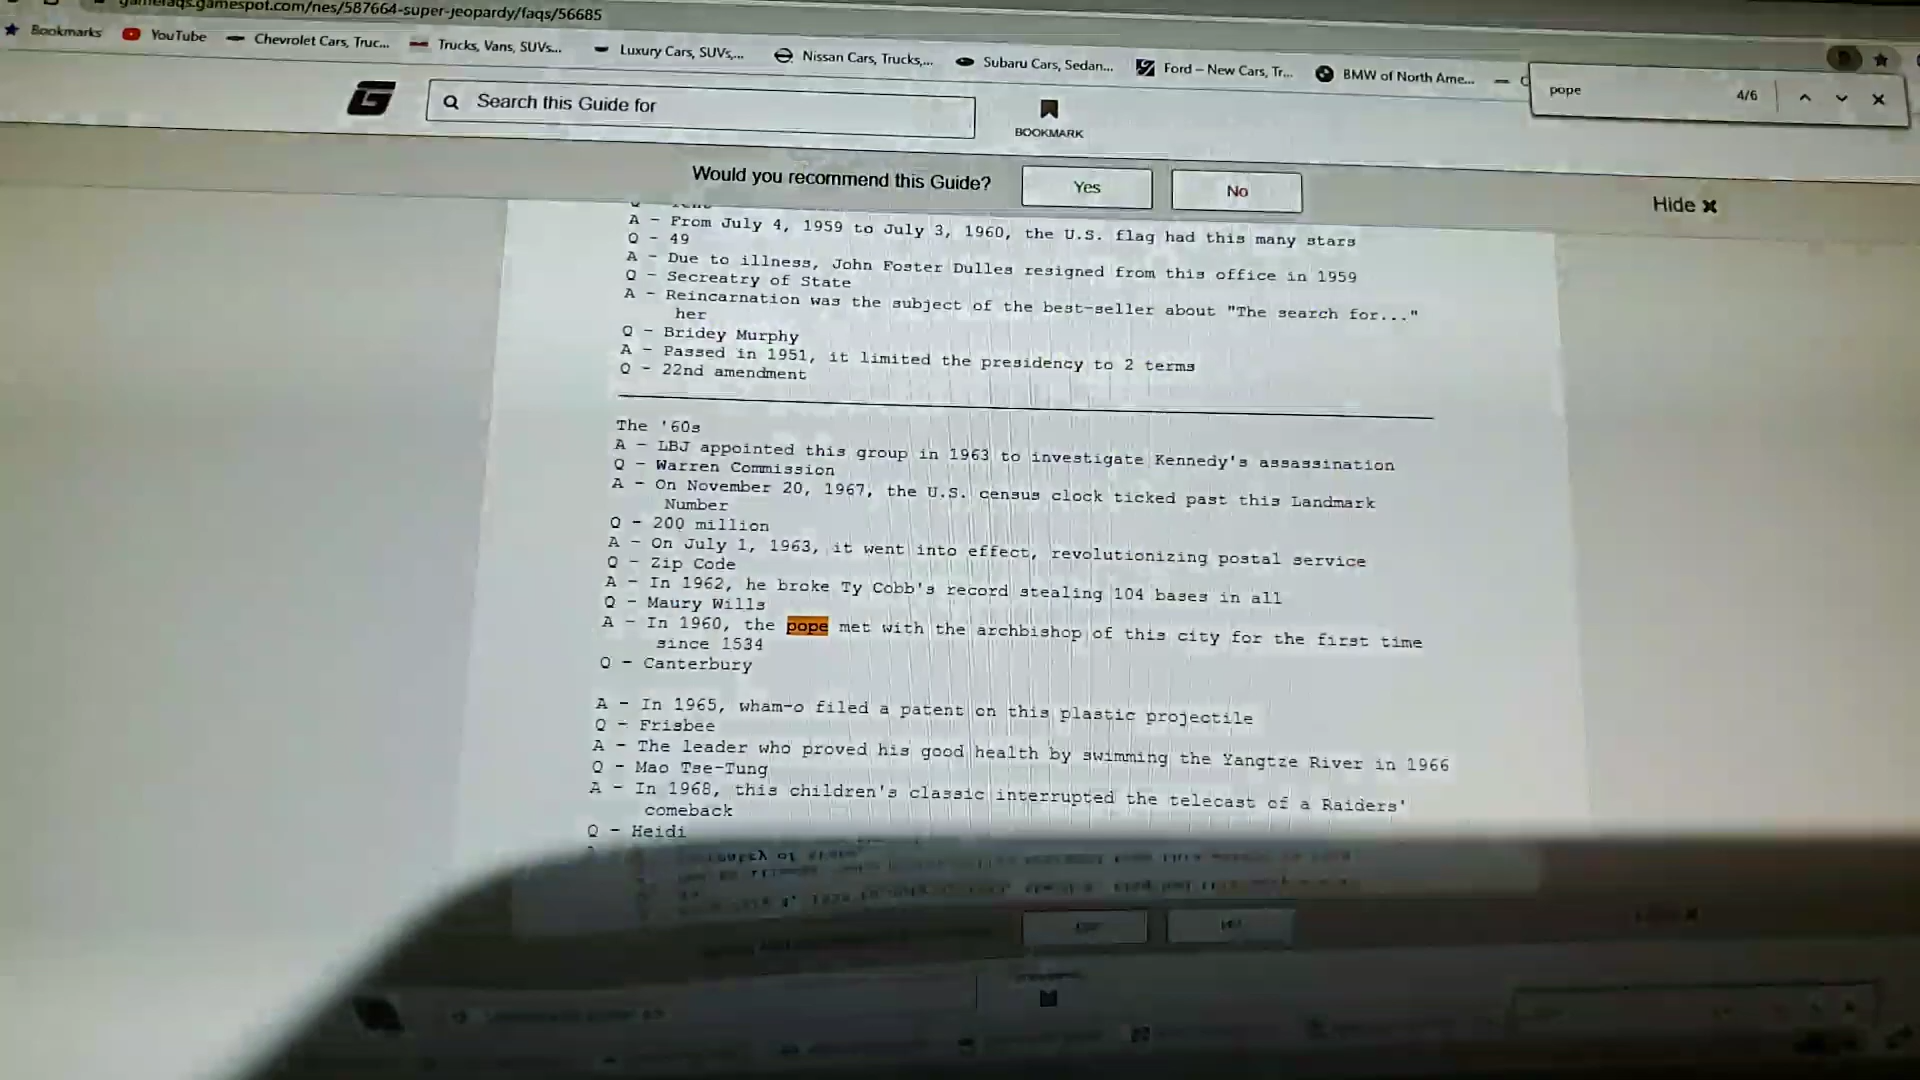 gamefaqs.gamespot.com/nes/587664-super-jeopardy/faqs/56685
Bookmarks YouTube Chevrolet Cars, Truc... Trucks, Vans, SUVs... Luxury Cars, SUVs,... Nissan Cars, Trucks,... Subaru Cars, Sedan... Ford – New Cars, Tr... BMW of North Ame...
pope 4/6
Search this Guide for
BOOKMARK
Would you recommend this Guide? Yes No
Hide X
A - From July 4, 1959 to July 3, 1960, the U.S. flag had this many stars
Q - 49
A - Due to illness, John Foster Dulles resigned from this office in 1959
Q - Secreatry of State
A - Reincarnation was the subject of the best-seller about "The search for..."
her
Q - Bridey Murphy
A - Passed in 1951, it limited the presidency to 2 terms
Q - 22nd amendment
The '60s
A - LBJ appointed this group in 1963 to investigate Kennedy's assassination
Q - Warren Commission
A - On November 20, 1967, the U.S. census clock ticked past this Landmark
Number
Q - 200 million
A - On July 1, 1963, it went into effect, revolutionizing postal service
Q - Zip Code
A - In 1962, he broke Ty Cobb's record stealing 104 bases in all
Q - Maury Wills
A - In 1960, the pope met with the archbishop of this city for the first time
since 1534
Q - Canterbury
A - In 1965, wham-o filed a patent on this plastic projectile
Q - Frisbee
A - The leader who proved his good health by swimming the Yangtze River in 1966
Q - Mao Tse-Tung
A - In 1968, this children's classic interrupted the telecast of a Raiders'
comeback
Q - Heidi